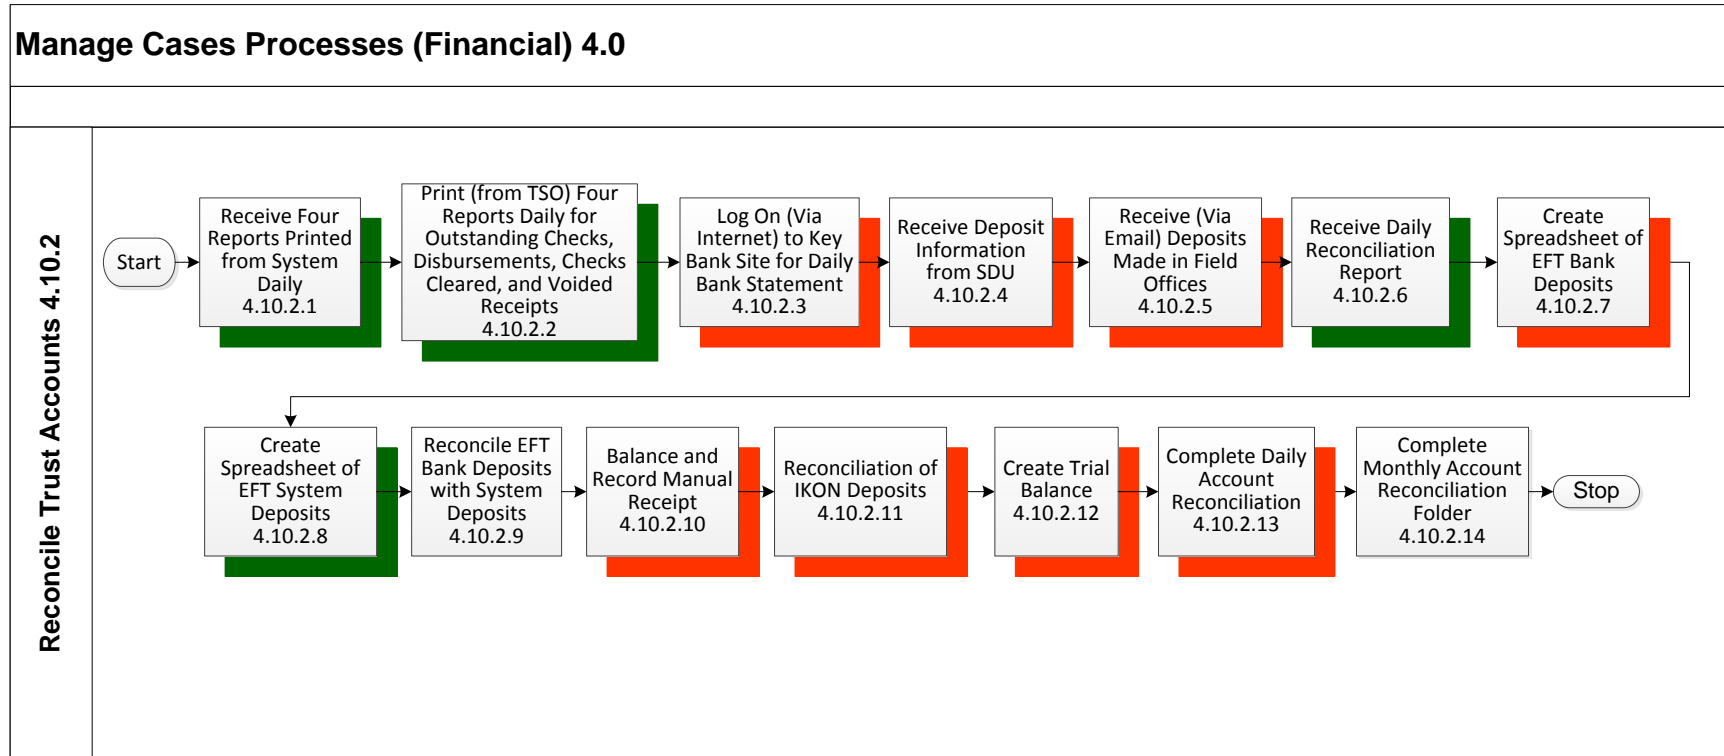 Manage Cases Processes (Financial) 4.0
Reconcile Trust Accounts 4.10.2
Start
Receive Four
Reports Printed
from System
Daily
4.10.2.1
Print (from TSO) Four
Reports Daily for
Outstanding Checks,
Disbursements, Checks
Cleared, and Voided
Receipts
4.10.2.2
Log On (Via
Internet) to Key
Bank Site for Daily
Bank Statement
4.10.2.3
Receive Deposit
Information
from SDU
4.10.2.4
Receive (Via
Email) Deposits
Made in Field
Offices
4.10.2.5
Receive Daily
Reconciliation
Report
4.10.2.6
Create
Spreadsheet of
EFT Bank
Deposits
4.10.2.7
Create
Spreadsheet of
EFT System
Deposits
4.10.2.8
Reconcile EFT
Bank Deposits
with System
Deposits
4.10.2.9
Balance and
Record Manual
Receipt
4.10.2.10
Reconciliation of
IKON Deposits
4.10.2.11
Create Trial
Balance
4.10.2.12
Complete Daily
Account
Reconciliation
4.10.2.13
Complete
Monthly Account
Reconciliation
Folder
4.10.2.14
Stop